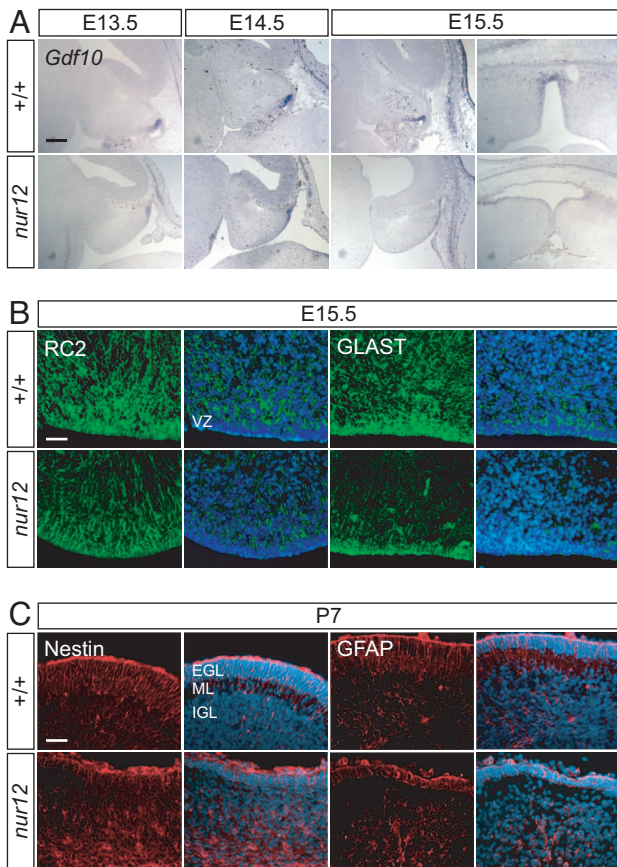 A
E13.5
E14.5
E15.5
+/+
Gdf10
nur12
B
E15.5
+/+
RC2
VZ
GLAST
nur12
C
P7
+/+
Nestin
EGL
ML
IGL
GFAP
nur12